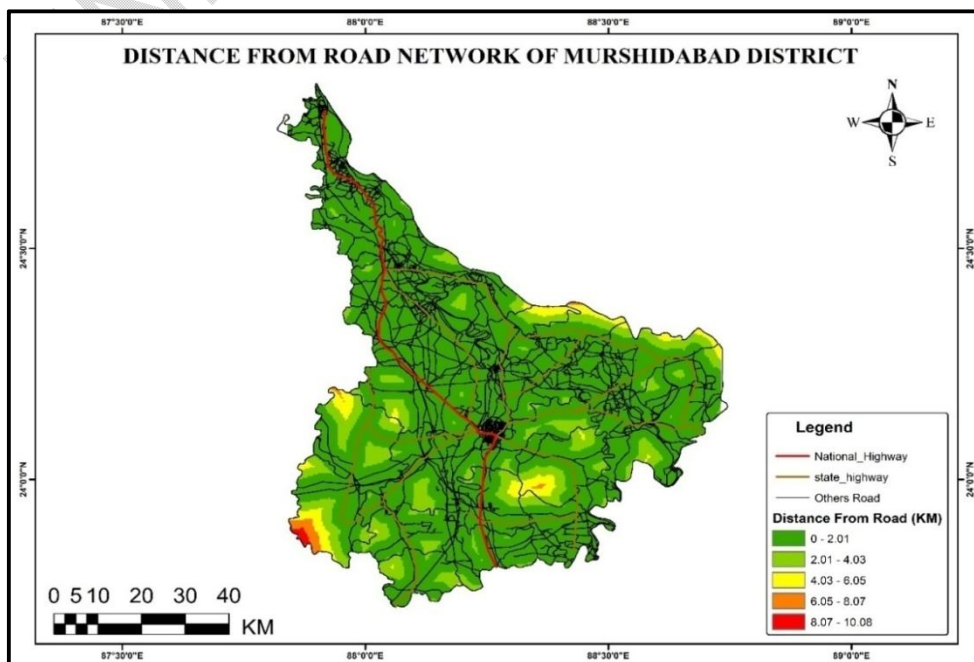 87°30'0"E 88°0'0"E 88°30'0"E 89°0'0"E
DISTANCE FROM ROAD NETWORK OF MURSHIDABAD DISTRICT
N
W E
S
24°30'0"N 24°30'0"N
24°0'0"N 24°0'0"N
Legend
National_Highway
state_highway
Others Road
Distance From Road (KM)
0 - 2.01
2.01 - 4.03
4.03 - 6.05
6.05 - 8.07
8.07 - 10.08
0 5 10 20 30 40
KM
87°30'0"E 88°0'0"E 88°30'0"E 89°0'0"E